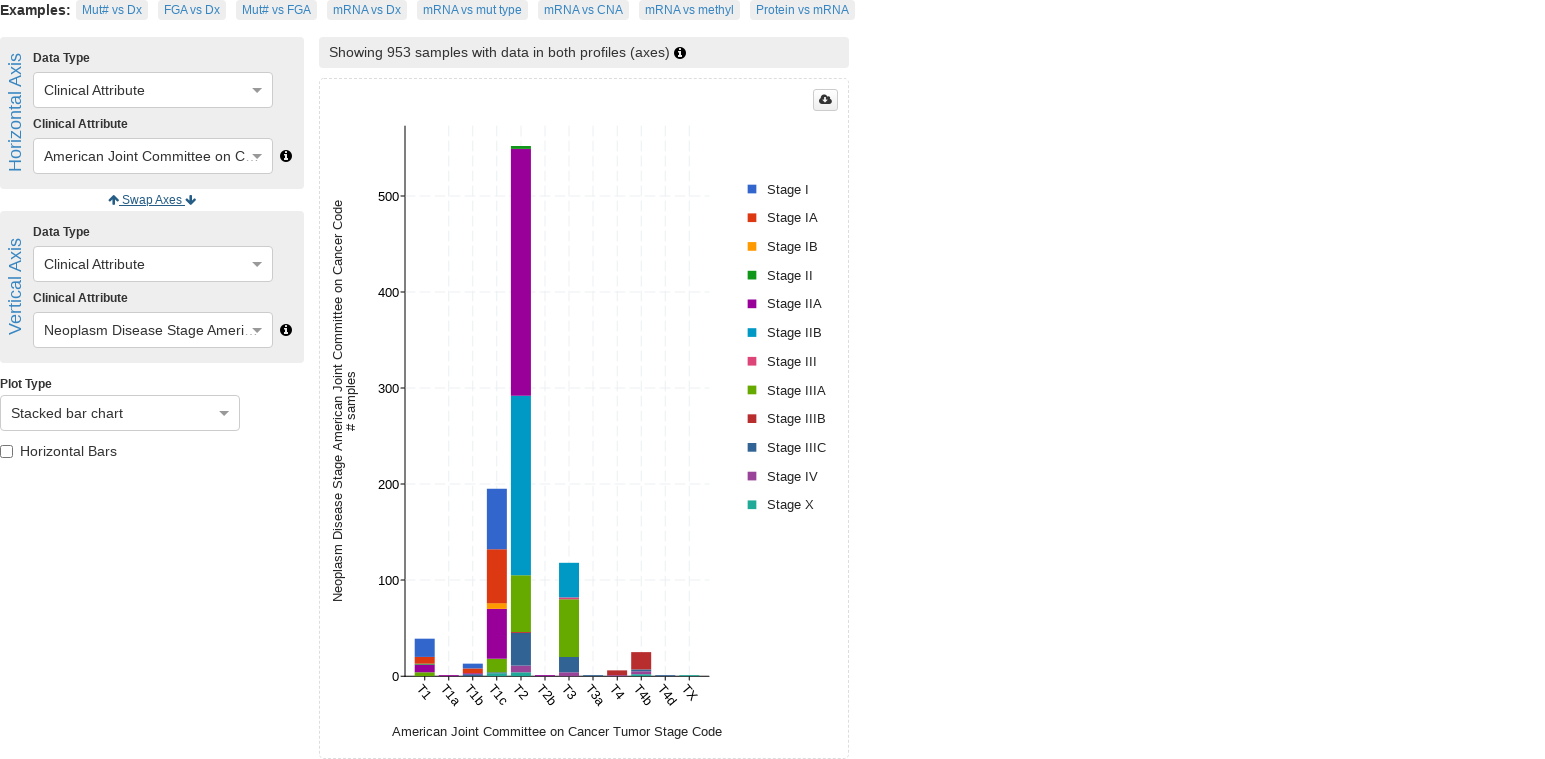 Examples: Mut# vs Dx FGA vs Dx Mut# vs FGA mRNA vs Dx mRNA vs mut type mRNA vs CNA mRNA vs methyl Protein vs mRNA
Horizontal Axis
Data Type
Clinical Attribute
Clinical Attribute
American Joint Committee on C...
Swap Axes
Vertical Axis
Data Type
Clinical Attribute
Clinical Attribute
Neoplasm Disease Stage Ameri...
Plot Type
Stacked bar chart
Horizontal Bars
Showing 953 samples with data in both profiles (axes)
Neoplasm Disease Stage American Joint Committee on Cancer Code
# samples
500
400
300
200
100
0
T1 T1a T1b T1c T2 T2b T3 T3a T4 T4b T4d TX
American Joint Committee on Cancer Tumor Stage Code
Stage I
Stage IA
Stage IB
Stage II
Stage IIA
Stage IIB
Stage III
Stage IIIA
Stage IIIB
Stage IIIC
Stage IV
Stage X